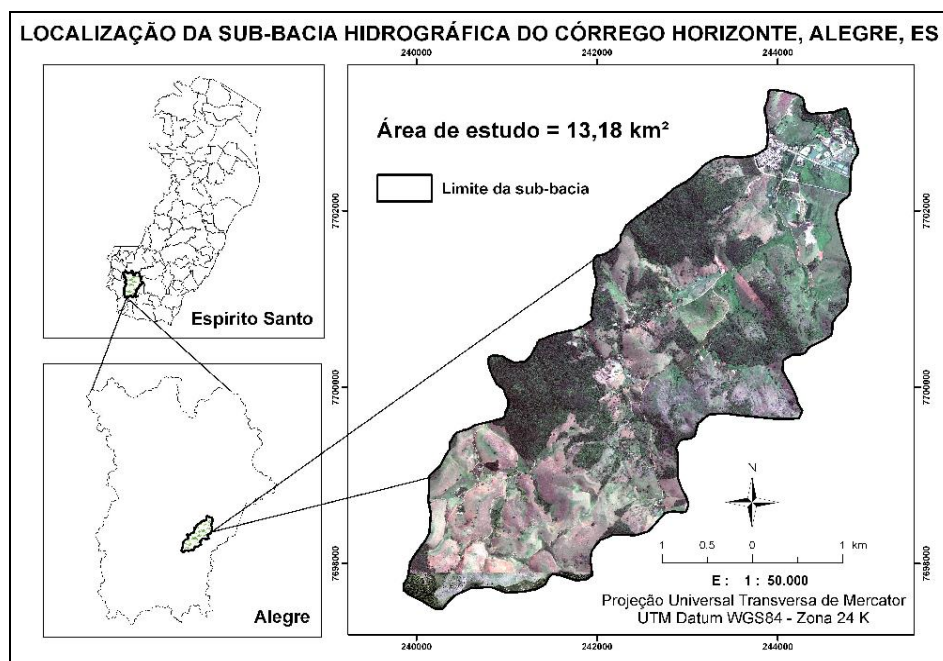 LOCALIZAÇÃO DA SUB-BACIA HIDROGRÁFICA DO CÓRREGO HORIZONTE, ALEGRE, ES
240000
242000
244000
Área de estudo = 13,18 km²
Limite da sub-bacia
7702000
7702000
Espírito Santo
7700000
7700000
N
7698000
7698000
1 0.5 0 1 km
E : 1 : 50.000
Projeção Universal Transversa de Mercator
UTM Datum WGS84 - Zona 24 K
Alegre
240000
242000
244000